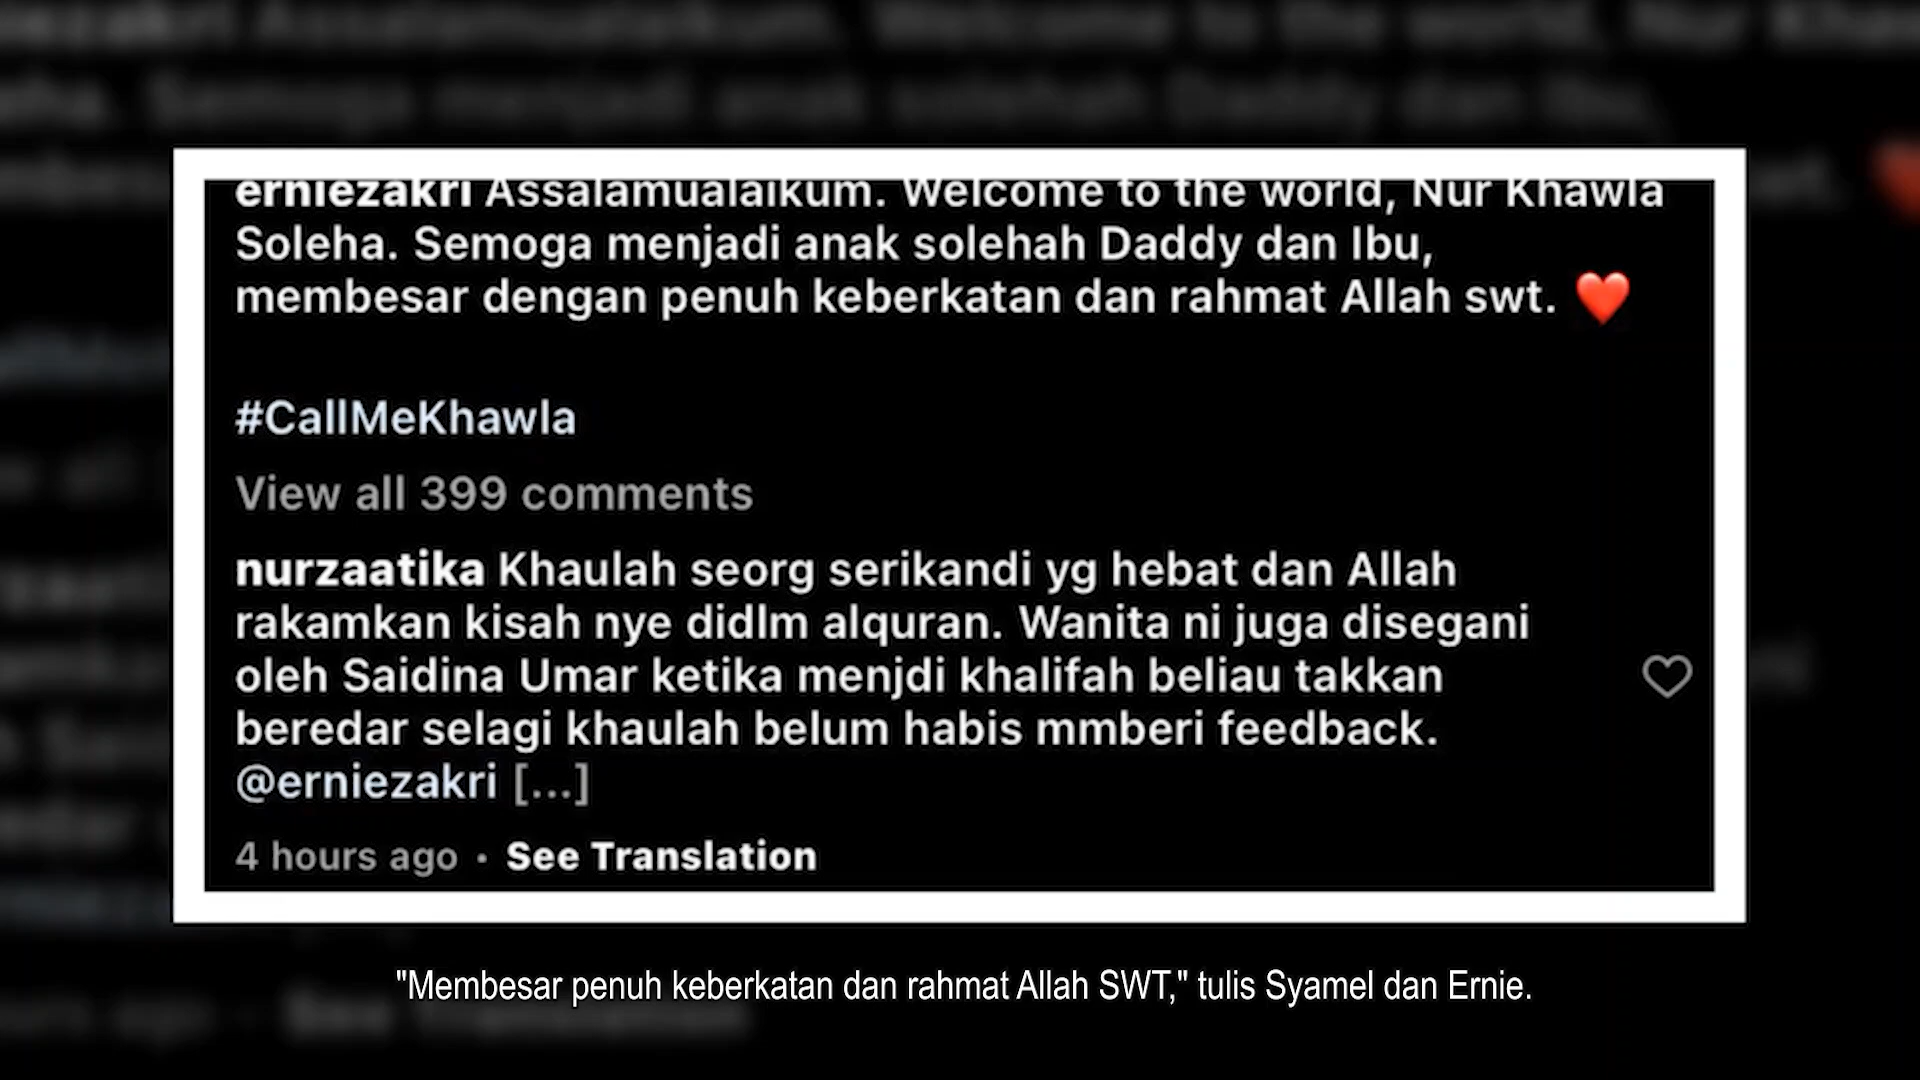 erniezakri Assalamualaikum. Welcome to the world, Nur Khawla
Soleha. Semoga menjadi anak solehah Daddy dan Ibu,
membesar dengan penuh keberkatan dan rahmat Allah swt. ❤️
#CallMeKhawla
View all 399 comments
nurzaatika Khaulah seorg serikandi yg hebat dan Allah
rakamkan kisah nye didlm alquran. Wanita ni juga disegani
oleh Saidina Umar ketika menjdi khalifah beliau takkan
beredar selagi khaulah belum habis mmberi feedback.
@erniezakri [...]
4 hours ago • See Translation
"Membesar penuh keberkatan dan rahmat Allah SWT," tulis Syamel dan Ernie.